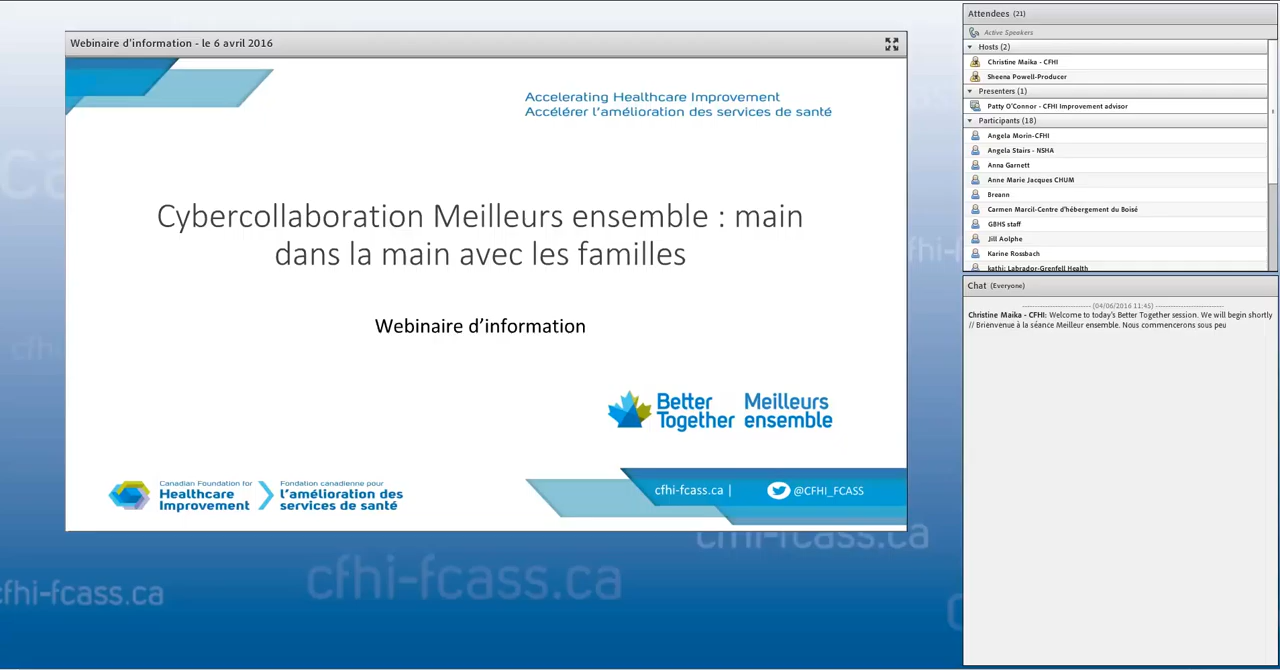 Webinaire d'information - le 6 avril 2016
Accelerating Healthcare Improvement
Accélérer l'amélioration des services de santé
Cybercollaboration Meilleurs ensemble : main
dans la main avec les familles
Webinaire d'information
Better Together
Meilleurs ensemble
Canadian Foundation for
Healthcare
Improvement
Fondation canadienne pour
l'amélioration des
services de santé
cfhi-fcass.ca |
@CFHI_FCASS
cfhi-fcass.ca
cfhi-fcass.ca
cfhi-fcass.ca
Attendees (21)
Active Speakers
Hosts (2)
Christine Maika - CFHI
Sheena Powell-Producer
Presenters (1)
Patty O'Connor - CFHI Improvement advisor
Participants (18)
Angela Morin-CFHI
Angela Stairs - NSHA
Anna Garnett
Anne Marie Jacques CHUM
Breann
Carmen Marcil-Centre d'hébergement du Boisé
GBHS staff
Jill Aolphe
Karine Rossbach
kathi: Labrador-Grenfell Health
Chat (Everyone)
(04/06/2016 11:45)
Christine Maika - CFHI: Welcome to today's Better Together session. We will begin shortly
// Brienvenue à la séance Meilleur ensemble. Nous commencerons sous peu